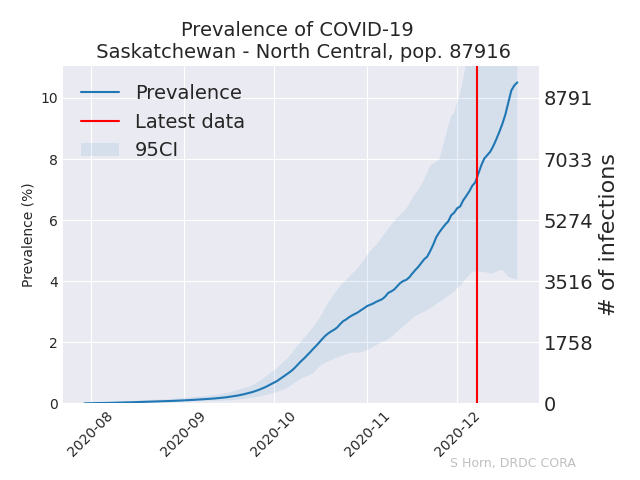 Prevalence of COVID-19
Saskatchewan - North Central, pop. 87916
Prevalence
Latest data
95CI
10
8
6
4
2
0
Prevalence (%)
8791
7033
5274
3516
1758
0
# of infections
2020-08
2020-09
2020-10
2020-11
2020-12
S Horn, DRDC CORA